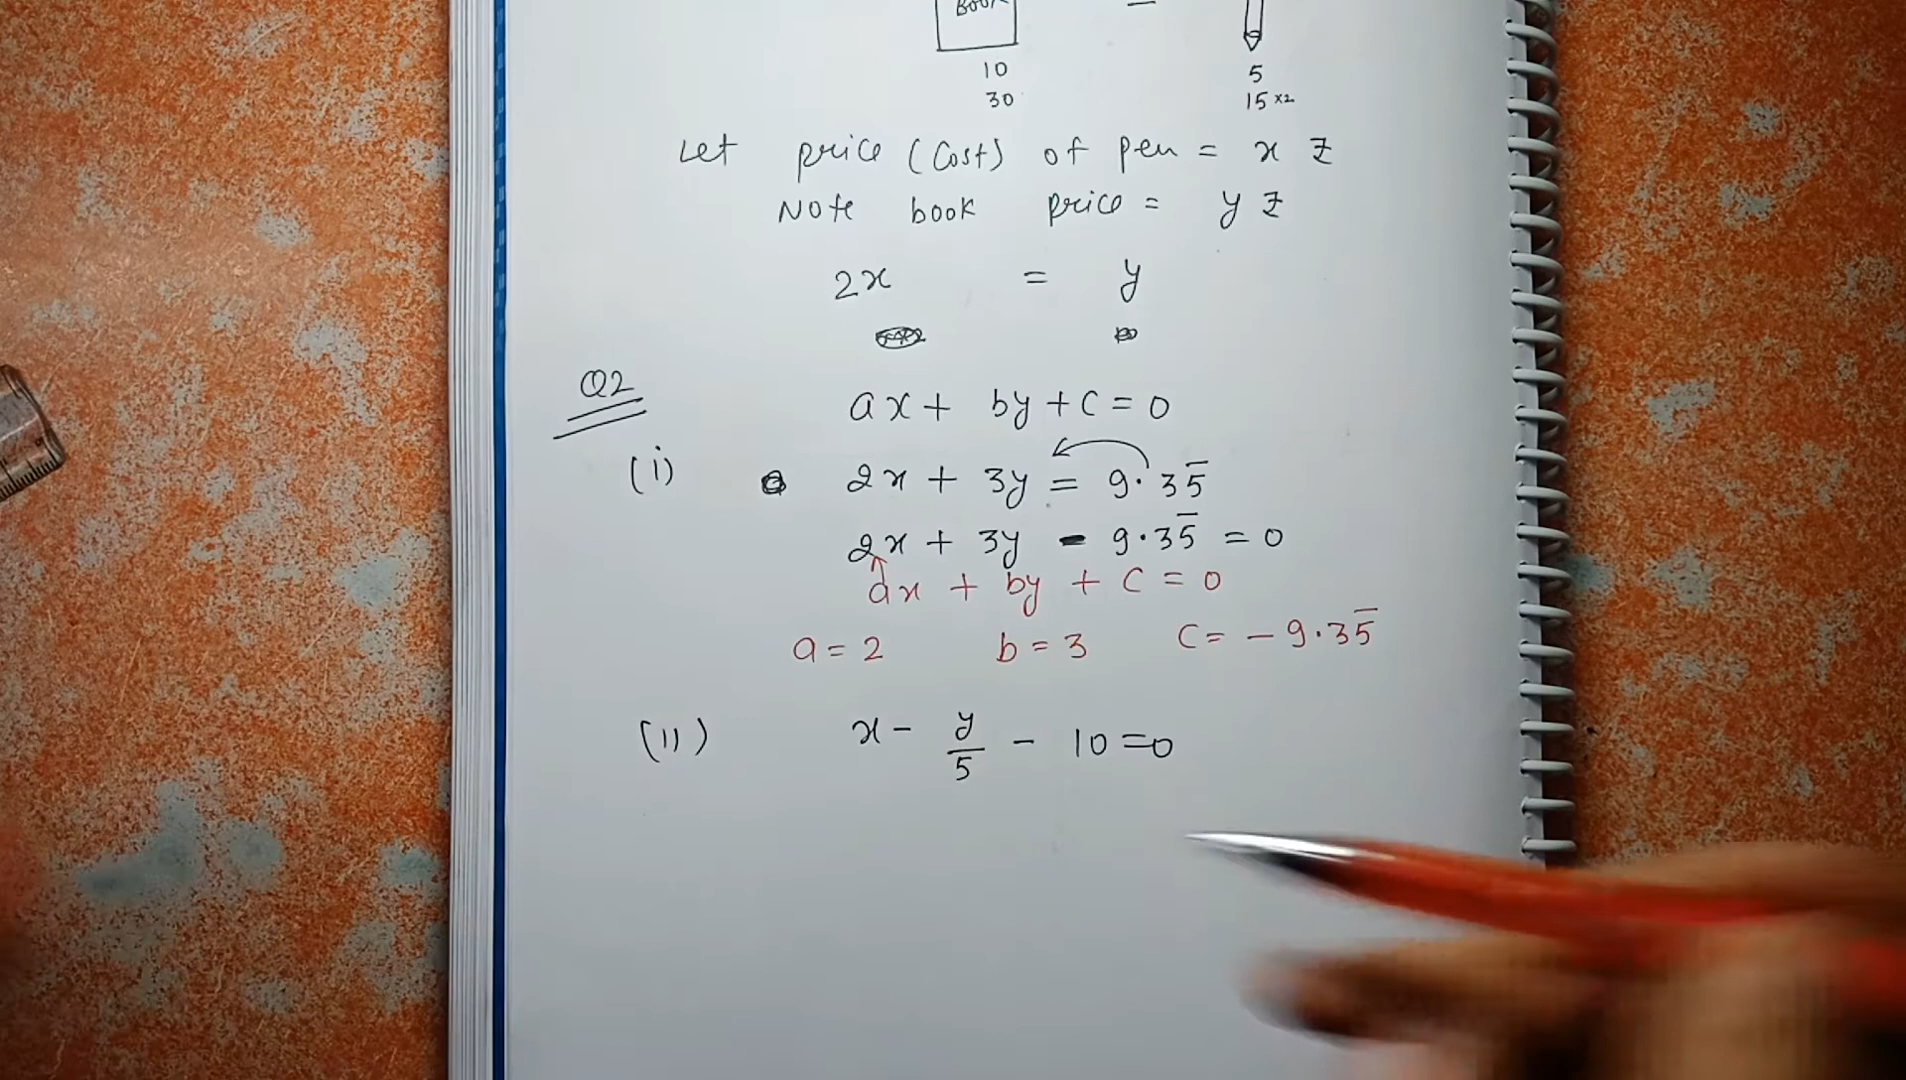 BOOK =
10 5
30 15 ×2
Let price (cost) of pen = x ₹
Note book price = y ₹
2x = y
Q2
ax + by + c = 0
(i) 2x + 3y = 9.35̅
2x + 3y - 9.35̅ = 0
ax + by + c = 0
a = 2 b = 3 c = - 9.35̅
(ii) x - y/5 - 10 = 0